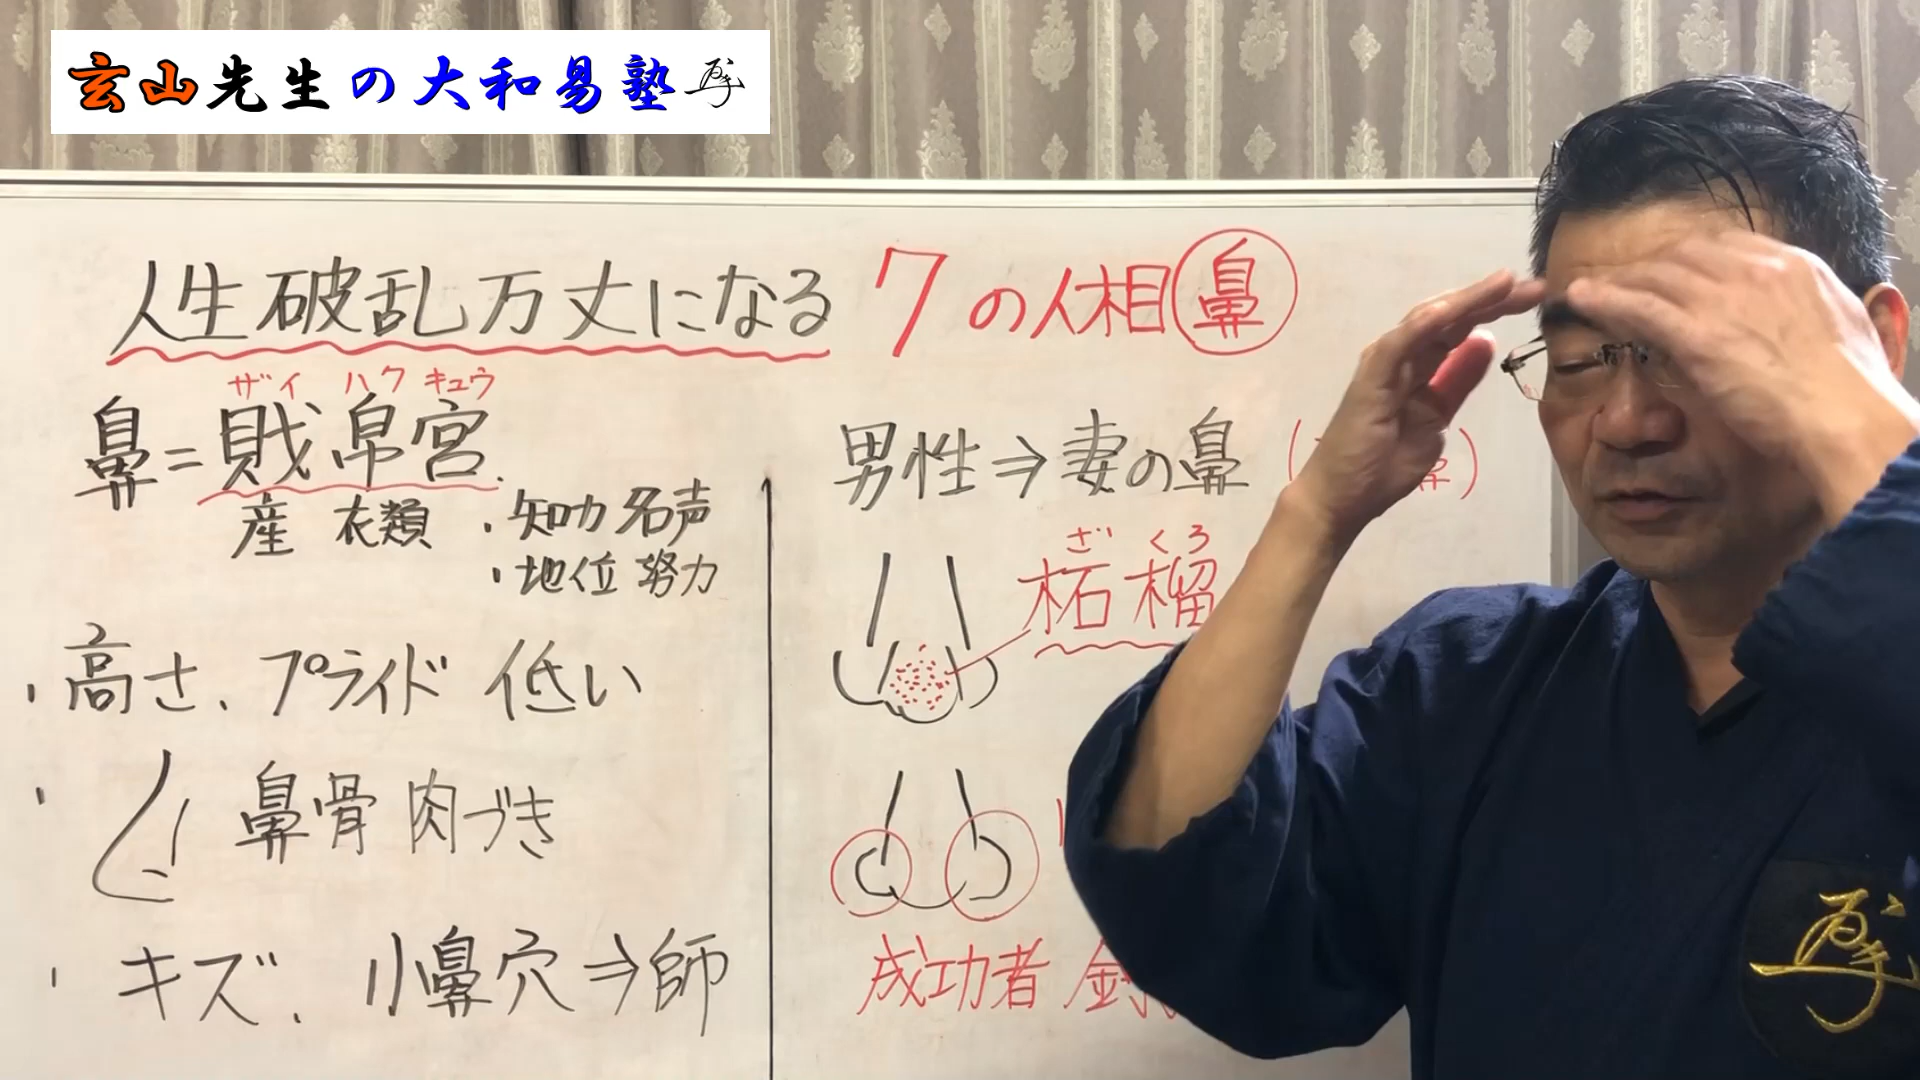 玄山先生の大和易塾
人生破乱万丈になる 7の人相 鼻
ザイ ハク キュウ
鼻=財帛宮.
産 衣類 ・知力 名声
・地位 努力
・高さ、プライド 低い
・ 鼻骨 肉づき
・ キズ、小鼻穴⇒師
男性⇒妻の鼻
ざくろ
柘榴
成功者